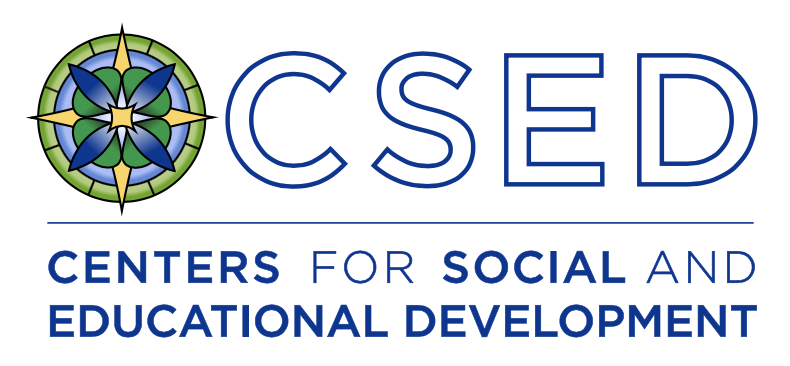 CSED
CENTERS FOR SOCIAL AND
EDUCATIONAL DEVELOPMENT